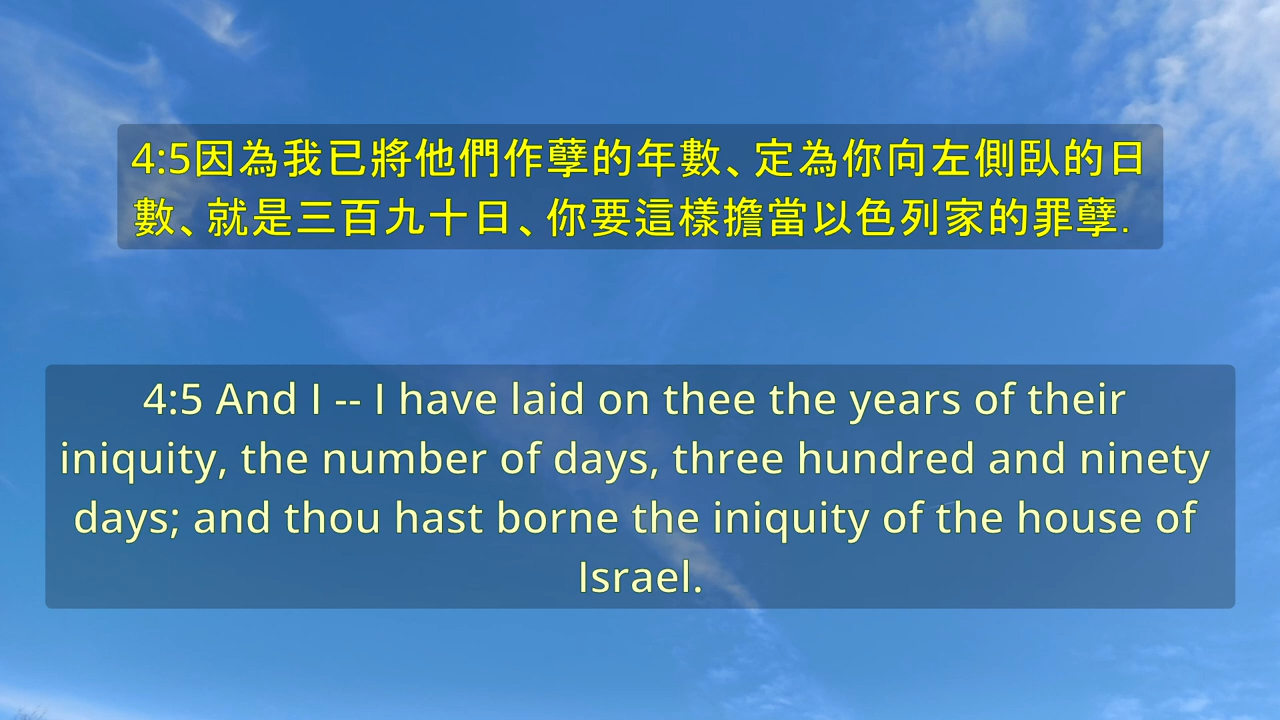 4:5因為我已將他們作孽的年數、定為你向左側臥的日
數、就是三百九十日、你要這樣擔當以色列家的罪孽.
4:5 And I -- I have laid on thee the years of their
iniquity, the number of days, three hundred and ninety
days; and thou hast borne the iniquity of the house of
Israel.